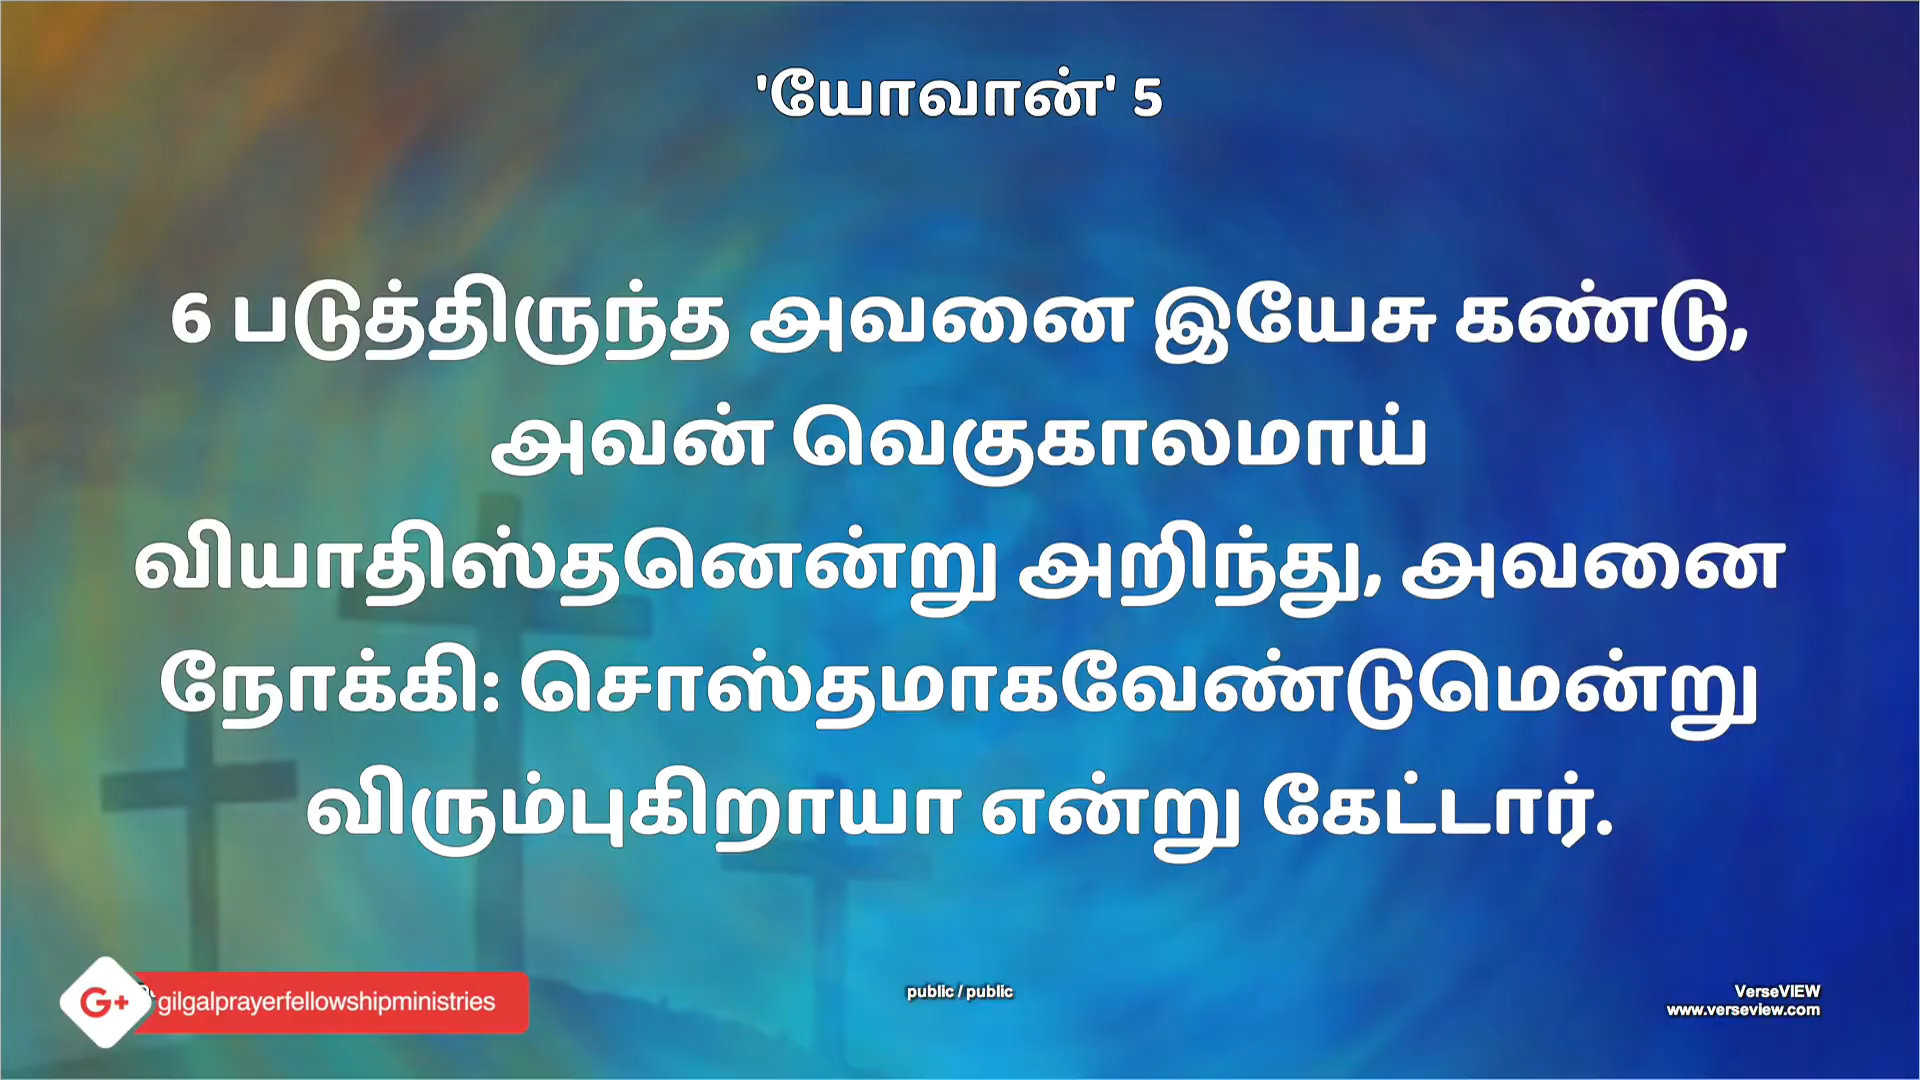 'யோவான்' 5
6 படுத்திருந்த அவனை இயேசு கண்டு,
அவன் வெகுகாலமாய்
வியாதிஸ்தனென்று அறிந்து, அவனை
நோக்கி: சொஸ்தமாகவேண்டுமென்று
விரும்புகிறாயா என்று கேட்டார்.
G+ gilgalprayerfellowshipministries
public / public
VerseVIEW
www.verseview.com